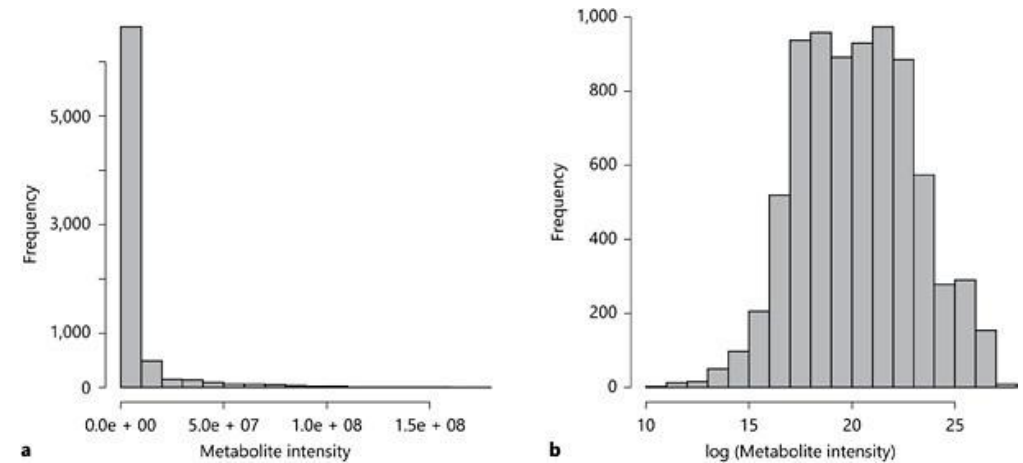 5,000
3,000
1,000
0
Frequency
0.0e + 00 5.0e + 07 1.0e + 08 1.5e + 08
Metabolite intensity
a
1,000
800
600
400
200
0
Frequency
10 15 20 25
log (Metabolite intensity)
b